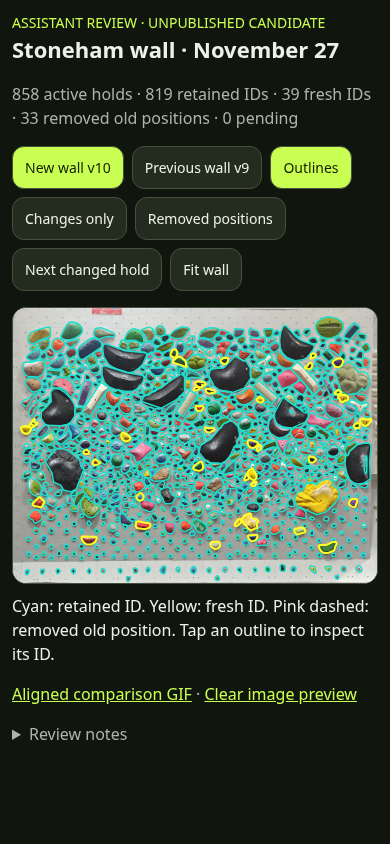 ASSISTANT REVIEW · UNPUBLISHED CANDIDATE
Stoneham wall · November 27
858 active holds · 819 retained IDs · 39 fresh IDs
· 33 removed old positions · 0 pending
New wall v10
Previous wall v9
Outlines
Changes only
Removed positions
Next changed hold
Fit wall
Cyan: retained ID. Yellow: fresh ID. Pink dashed:
removed old position. Tap an outline to inspect
its ID.
Aligned comparison GIF · Clear image preview
Review notes